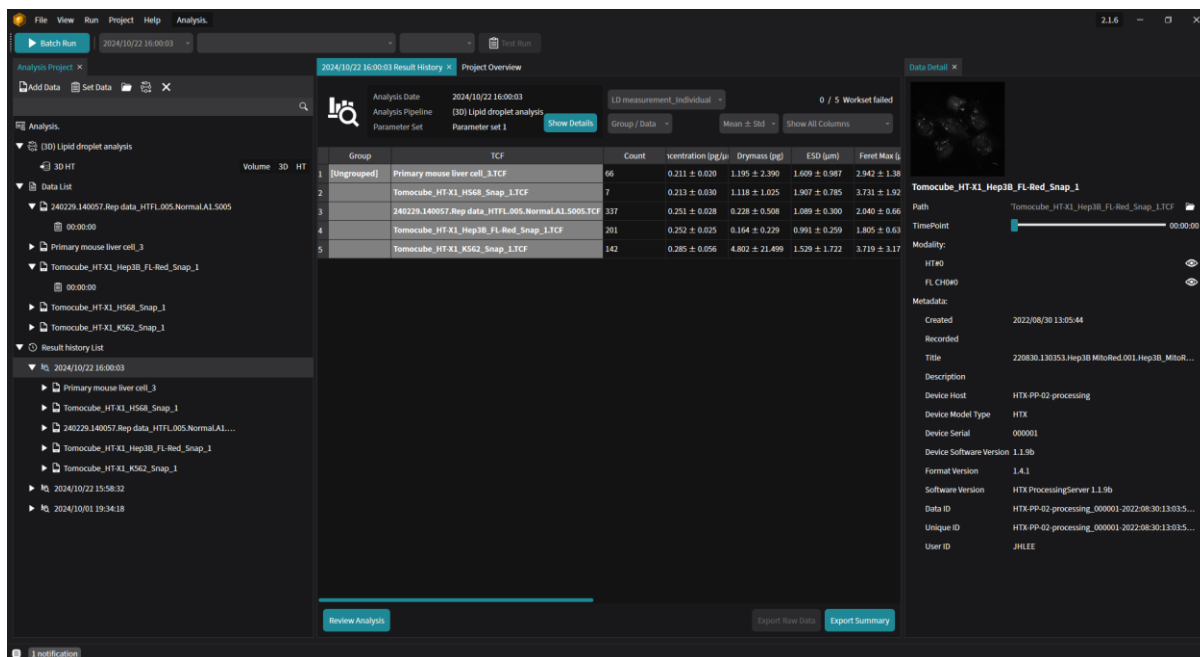 File View Run Project Help Analysis. 2.1.6
Batch Run 2024/10/22 16:00:03 Test Run
Analysis Project
Add Data Set Data
Analysis.
(3D) Lipid droplet analysis
3D HT Volume 3D HT
Data List
240229.140057.Rep data_HTFL.005.Normal.A1.S005
00:00:00
Primary mouse liver cell_3
Tomocube_HT-X1_Hep3B_FL-Red_Snap_1
00:00:00
Tomocube_HT-X1_HS68_Snap_1
Tomocube_HT-X1_K562_Snap_1
Result history List
2024/10/22 16:00:03
Primary mouse liver cell_3
Tomocube_HT-X1_HS68_Snap_1
240229.140057.Rep data_HTFL.005.Normal.A1....
Tomocube_HT-X1_Hep3B_FL-Red_Snap_1
Tomocube_HT-X1_K562_Snap_1
2024/10/22 15:58:32
2024/10/01 19:34:18
2024/10/22 16:00:03 Result History Project Overview
Analysis Date 2024/10/22 16:00:03
Analysis Pipeline (3D) Lipid droplet analysis
Parameter Set Parameter set 1
Show Details
LD measurement_Individual 0 / 5 Workset failed
Group / Data Mean ± Std Show All Columns
Group TCF Count ncentration (pg/µ Drymass (pg) ESD (µm) Feret Max (µ
1 [Ungrouped] Primary mouse liver cell_3.TCF 66 0.211 ± 0.020 1.195 ± 2.390 1.609 ± 0.987 2.942 ± 1.38
2 Tomocube_HT-X1_HS68_Snap_1.TCF 7 0.213 ± 0.030 1.118 ± 1.025 1.907 ± 0.785 3.731 ± 1.92
3 240229.140057.Rep data_HTFL.005.Normal.A1.S005.TCF 337 0.251 ± 0.028 0.228 ± 0.508 1.089 ± 0.300 2.040 ± 0.66
4 Tomocube_HT-X1_Hep3B_FL-Red_Snap_1.TCF 201 0.252 ± 0.025 0.164 ± 0.229 0.991 ± 0.259 1.805 ± 0.63
5 Tomocube_HT-X1_K562_Snap_1.TCF 142 0.285 ± 0.056 4.802 ± 21.499 1.529 ± 1.722 3.719 ± 3.17
Review Analysis Export Raw Data Export Summary
Data Detail
Tomocube_HT-X1_Hep3B_FL-Red_Snap_1
Path Tomocube_HT-X1_Hep3B_FL-Red_Snap_1.TCF
TimePoint 00:00:00
Modality:
HT#0
FL CH0#0
Metadata:
Created 2022/08/30 13:05:44
Recorded
Title 220830.130353.Hep3B MitoRed.001.Hep3B_MitoR...
Description
Device Host HTX-PP-02-processing
Device Model Type HTX
Device Serial 000001
Device Software Version 1.1.9b
Format Version 1.4.1
Software Version HTX ProcessingServer 1.1.9b
Data ID HTX-PP-02-processing_000001-2022:08:30:13:03:5...
Unique ID HTX-PP-02-processing_000001-2022:08:30:13:03:5...
User ID JHLEE
1 notification